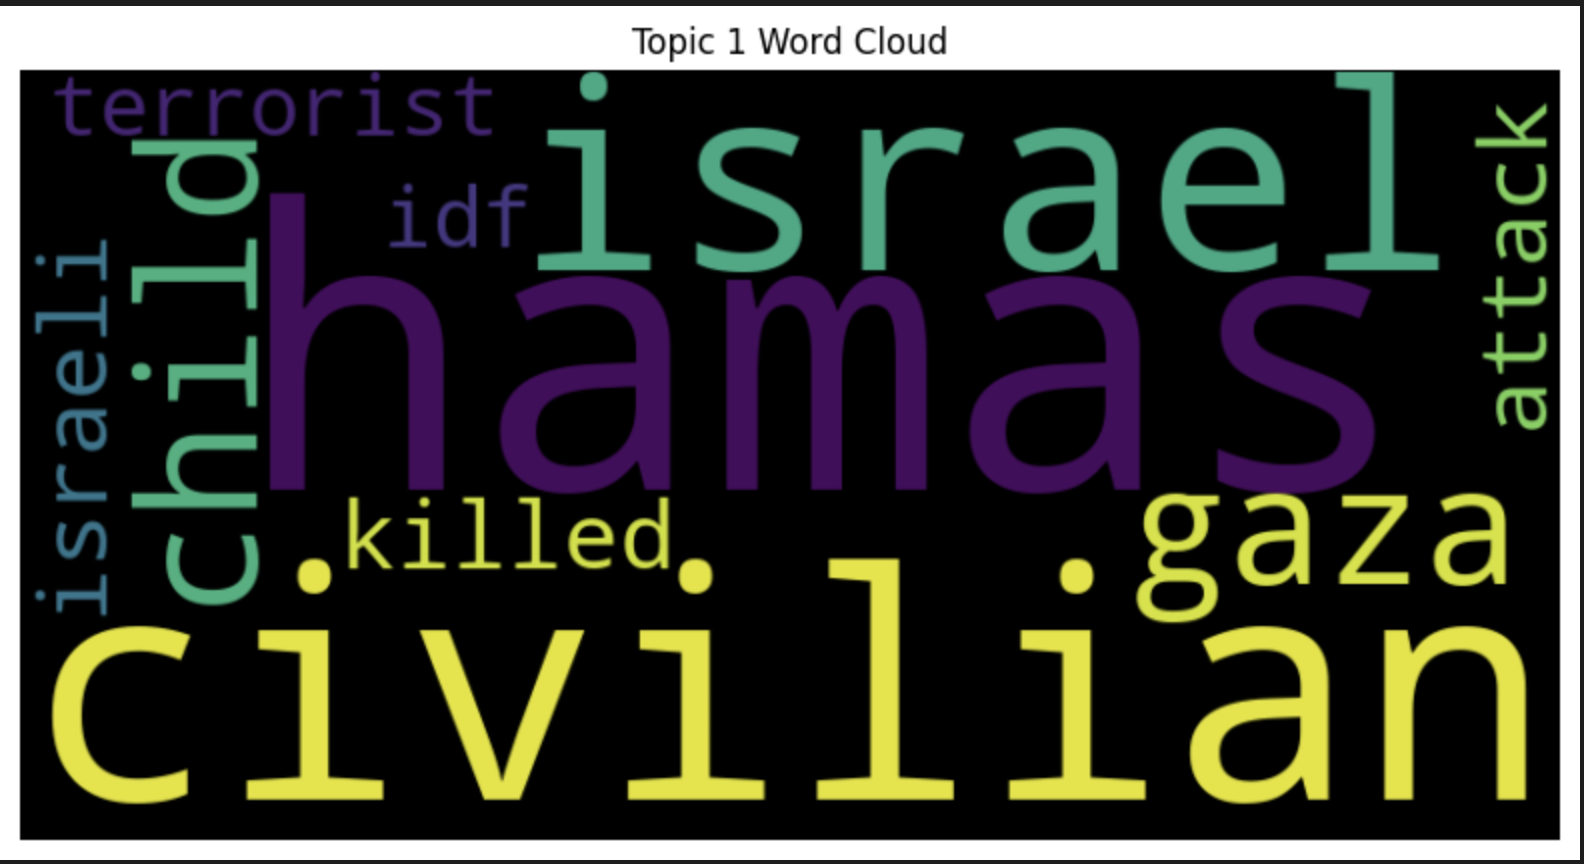 Topic 1 Word Cloud
terrorist
israel
attack
child
idf
israeli
hamas
killed
gaza
civilian